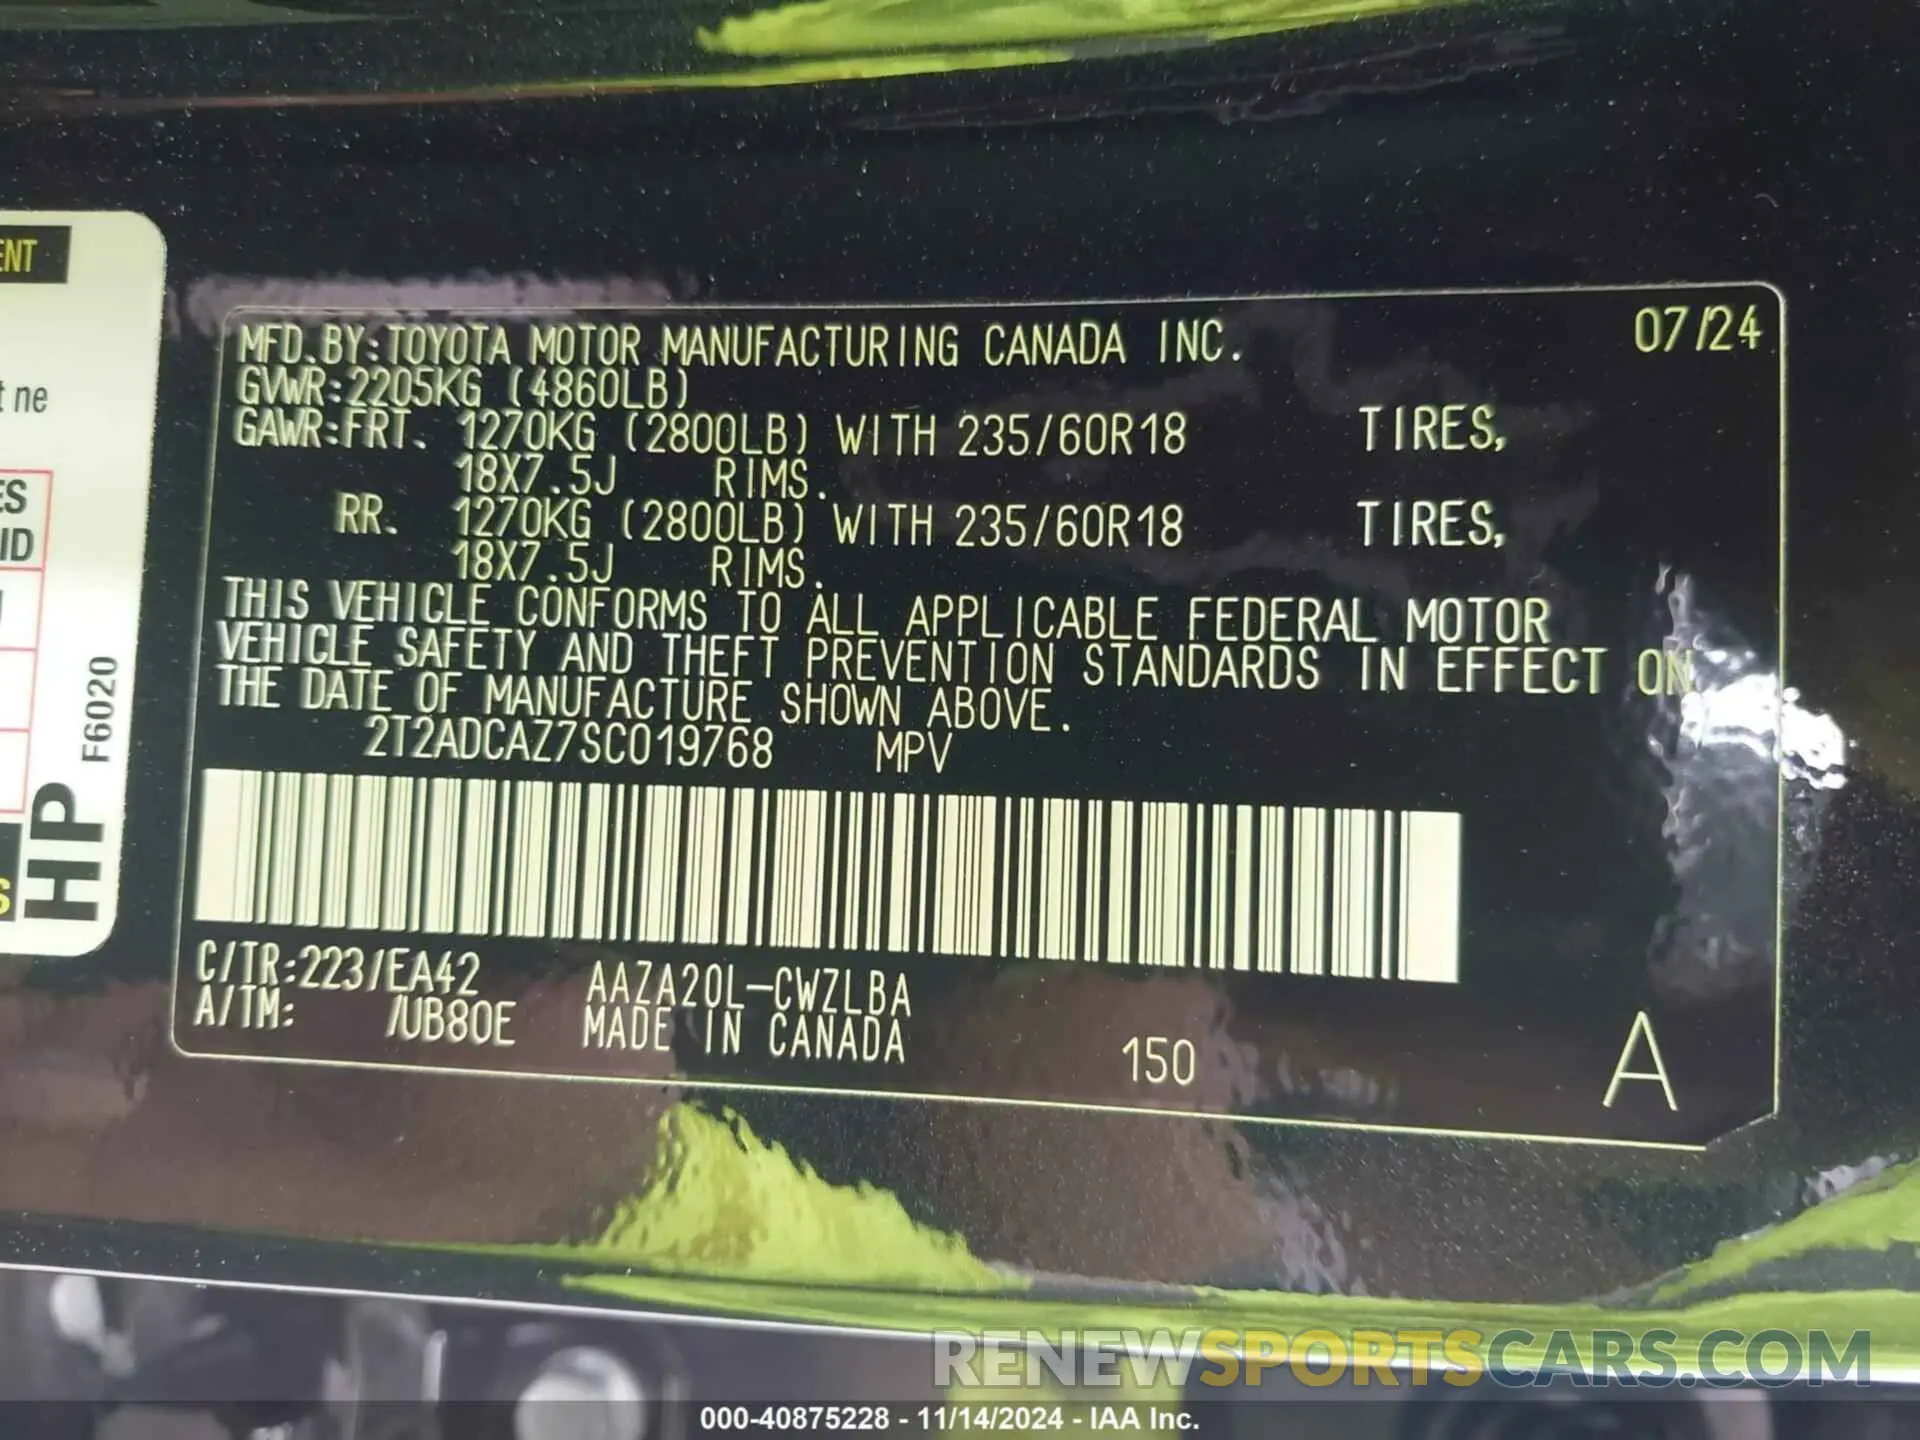 ENT
t ne
ES
ID
F6020
HP
S
07/24
MFD.BY:TOYOTA MOTOR MANUFACTURING CANADA INC.
GVWR:2205KG (4860LB)
GAWR:FRT. 1270KG (2800LB) WITH 235/60R18 TIRES,
18X7.5J RIMS.
RR. 1270KG (2800LB) WITH 235/60R18 TIRES,
18X7.5J RIMS.
THIS VEHICLE CONFORMS TO ALL APPLICABLE FEDERAL MOTOR
VEHICLE SAFETY AND THEFT PREVENTION STANDARDS IN EFFECT ON
THE DATE OF MANUFACTURE SHOWN ABOVE.
2T2ADCAZ7SC019768 MPV
C/TR:223/EA42 AAZA20L-CWZLBA
A/TM: /UB80E MADE IN CANADA
150
A
RENEWSPORTSCARS.COM
000-40875228 - 11/14/2024 - IAA Inc.